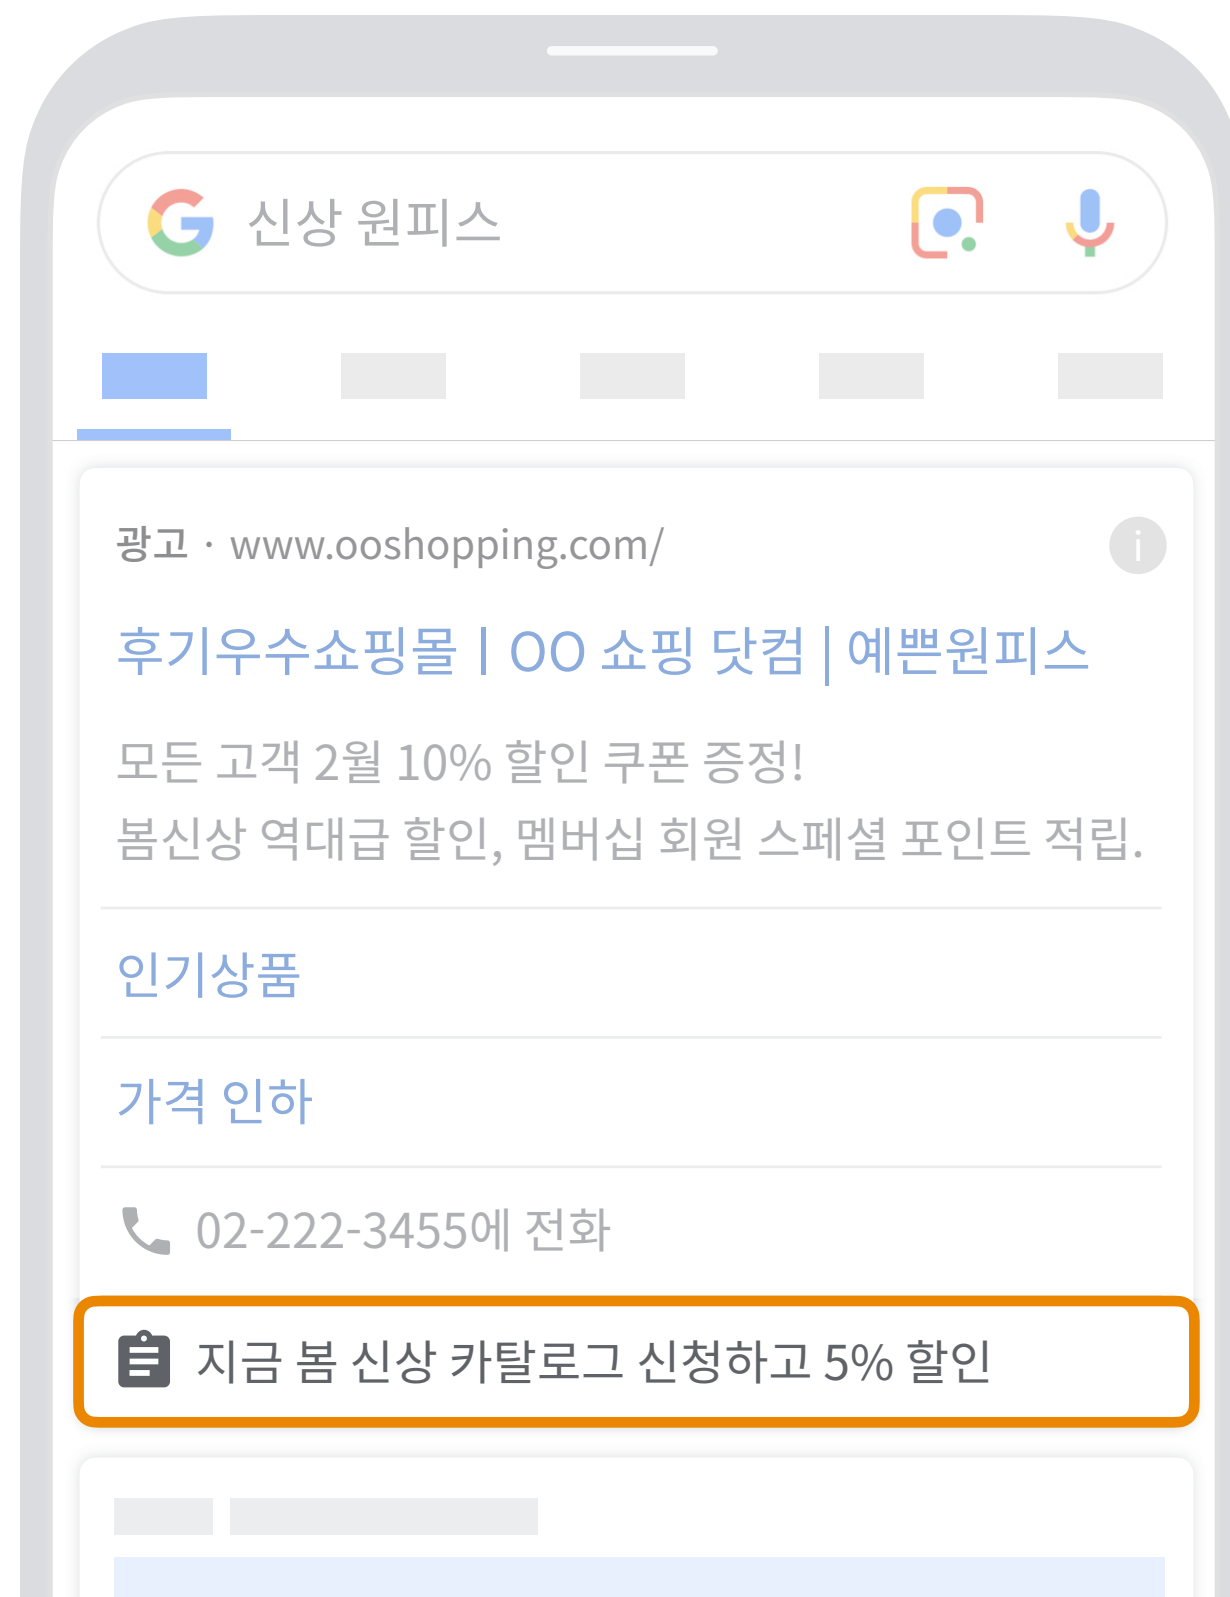 신상 원피스
광고 · www.ooshopping.com/
i
후기우수쇼핑몰ㅣOO 쇼핑 닷컴 | 예쁜원피스
모든 고객 2월 10% 할인 쿠폰 증정!
봄신상 역대급 할인, 멤버십 회원 스페셜 포인트 적립.
인기상품
가격 인하
02-222-3455에 전화
지금 봄 신상 카탈로그 신청하고 5% 할인